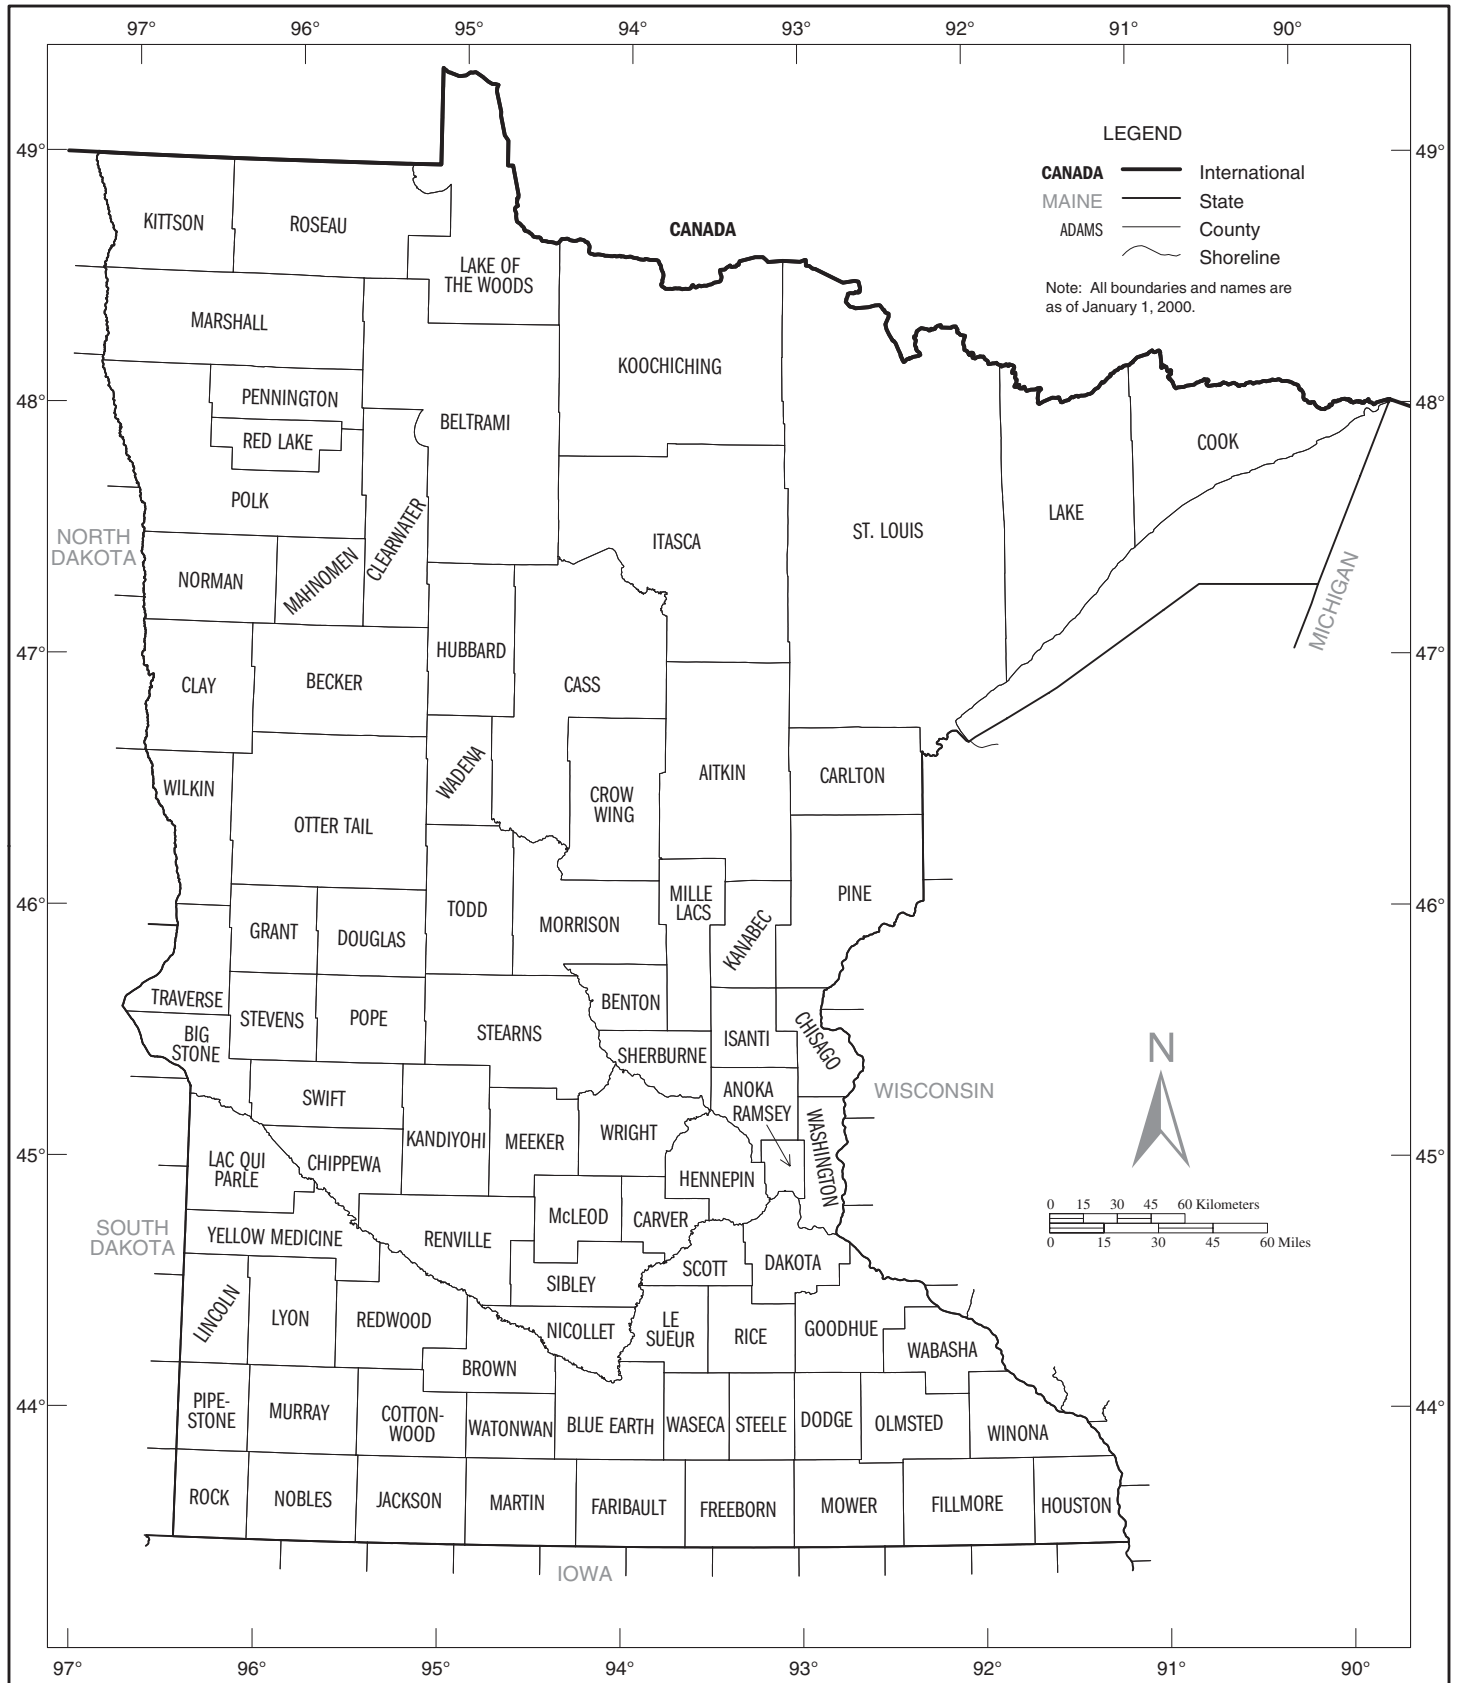 97° 96° 95° 94° 93° 92° 91° 90°
LEGEND
49° 49°
CANADA International
MAINE State
ADAMS County
Shoreline
Note: All boundaries and names are
as of January 1, 2000.
KITTSON
ROSEAU
CANADA
LAKE OF
THE WOODS
MARSHALL
KOOCHICHING
PENNINGTON
48° 48°
BELTRAMI
RED LAKE
COOK
POLK
LAKE
ST. LOUIS
NORTH
DAKOTA
CLEARWATER
ITASCA
NORMAN
MAHNOMEN
MICHIGAN
HUBBARD
47° 47°
CLAY
BECKER
CASS
WADENA
AITKIN
CARLTON
WILKIN
CROW
WING
OTTER TAIL
MILLE
LACS
PINE
46° 46°
TODD
MORRISON
GRANT
DOUGLAS
KANABEC
TRAVERSE
BENTON
STEVENS
POPE
STEARNS
BIG
STONE
ISANTI
CHISAGO
SHERBURNE
N
SWIFT
ANOKA
WISCONSIN
RAMSEY
KANDIYOHI
MEEKER
WRIGHT
WASHINGTON
45° 45°
LAC QUI
PARLE
CHIPPEWA
HENNEPIN
0 15 30 45 60 Kilometers
0 15 30 45 60 Miles
McLEOD
CARVER
SOUTH
DAKOTA
YELLOW MEDICINE
RENVILLE
SCOTT
DAKOTA
SIBLEY
LINCOLN
LYON
REDWOOD
NICOLLET
LE
SUEUR
RICE
GOODHUE
WABASHA
BROWN
44° 44°
PIPE-
STONE
MURRAY
COTTON-
WOOD
WATONWAN
BLUE EARTH
WASECA
STEELE
DODGE
OLMSTED
WINONA
ROCK
NOBLES
JACKSON
MARTIN
FARIBAULT
FREEBORN
MOWER
FILLMORE
HOUSTON
IOWA
97° 96° 95° 94° 93° 92° 91° 90°